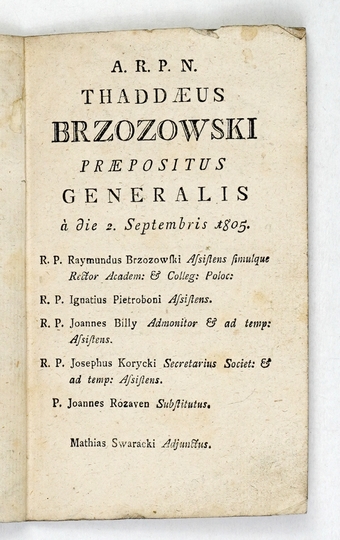 A. R. P. N.
THADDÆUS
BRZOZOWSKI
PRÆPOSITUS
GENERALIS
à die 2. Septembris 1805.
R. P. Raymundus Brzozowſki Aſsiſtens ſimulque
Rector Academ: & Colleg: Poloc:
R. P. Ignatius Pietroboni Aſsiſtens.
R. P. Joannes Billy Admonitor & ad temp:
Aſsiſtens.
R. P. Josephus Korycki Secretarius Societ: &
ad temp: Aſsiſtens.
P. Joannes Rozaven Subſtitutus.
Mathias Swaracki Adjunctus.